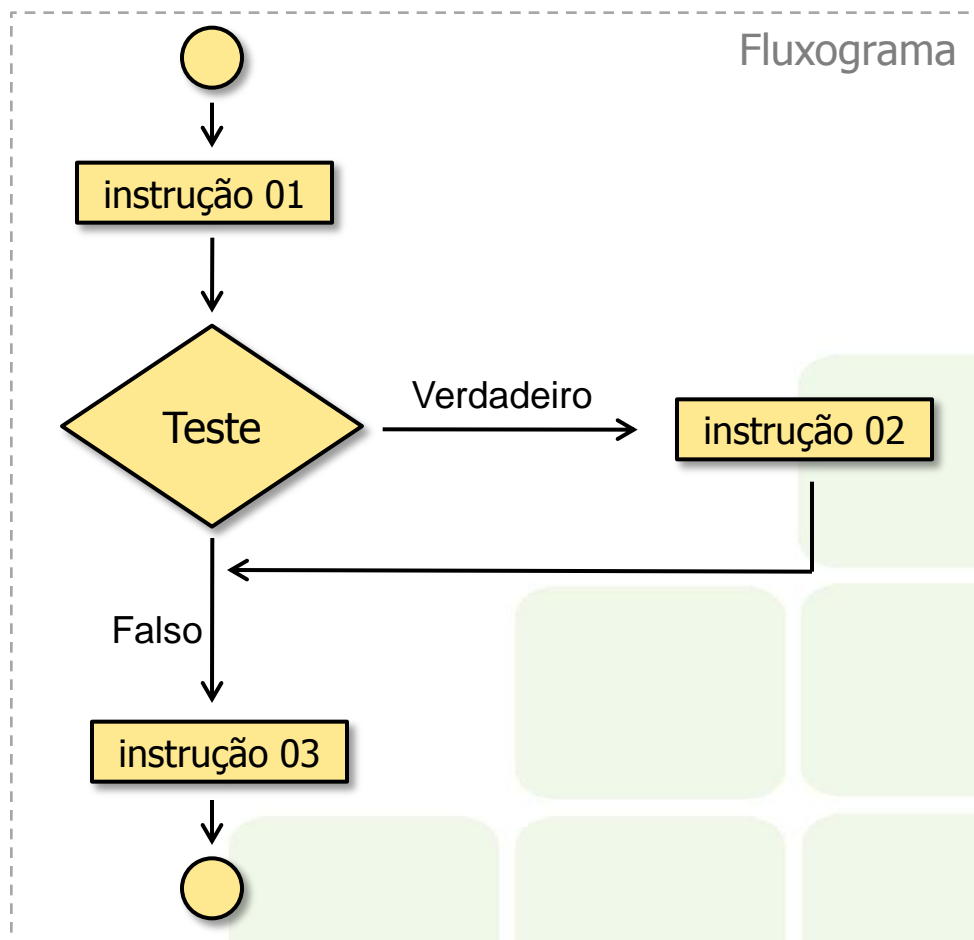 Fluxograma
instrução 01
Teste
Verdadeiro
instrução 02
Falso
instrução 03